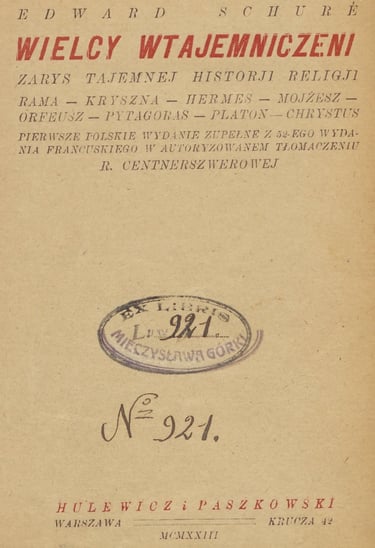 EDWARD SCHURÉ
WIELCY WTAJEMNICZENI
ZARYS TAJEMNEJ HISTORJI RELIGJI
RAMA — KRYSZNA — HERMES — MOJŻESZ —
ORFEUSZ — PYTAGORAS — PLATON — CHRYSTUS
PIERWSZE POLSKIE WYDANIE ZUPEŁNE Z 52-EGO WYDA-
NIA FRANCUSKIEGO W AUTORYZOWANEM TŁOMACZENIU
R. CENTNERSZWEROWEJ
EX LIBRIS
921.
MIECZYSŁAWA GÓRKI
No 921.
HULEWICZ i PASZKOWSKI
WARSZAWA KRUCZA 42
MCMXXIII